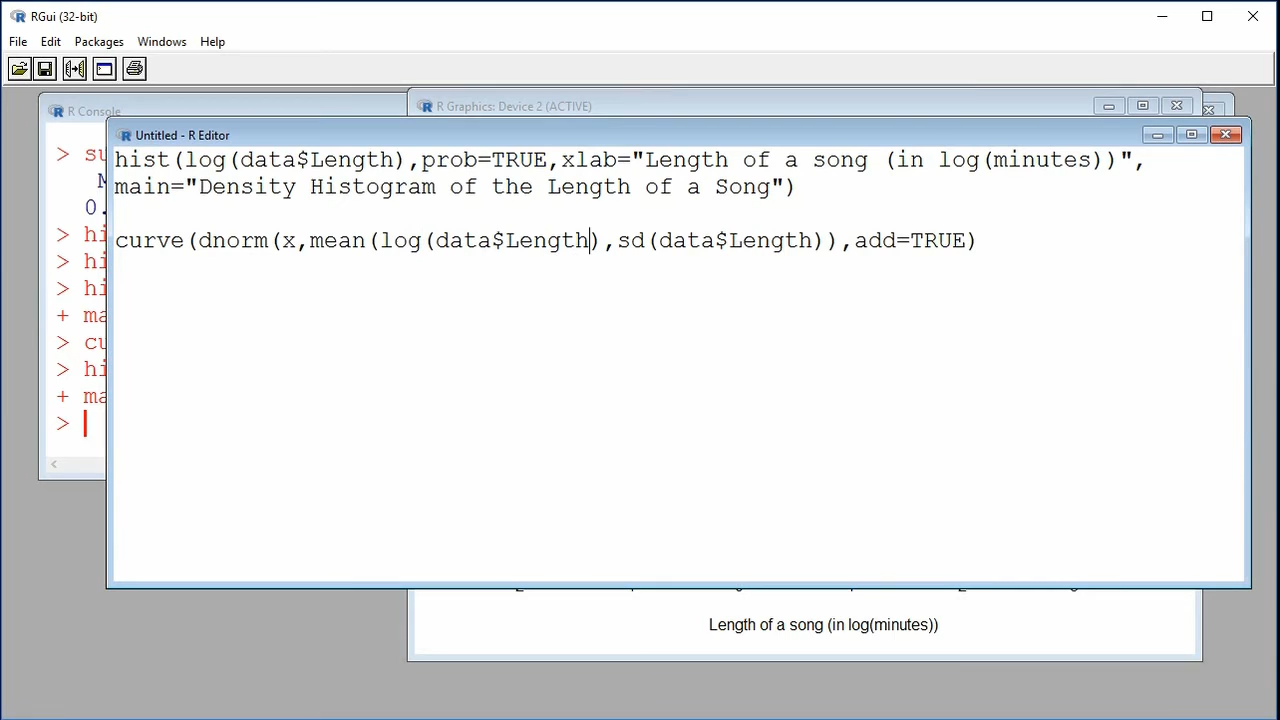 RGui (32-bit)
File Edit Packages Windows Help
R Console
R Graphics: Device 2 (ACTIVE)
Untitled - R Editor
hist(log(data$Length),prob=TRUE,xlab="Length of a song (in log(minutes))",
main="Density Histogram of the Length of a Song")
curve(dnorm(x,mean(log(data$Length),sd(data$Length)),add=TRUE)
> su
M
0.
> hi
> hi
> hi
+ ma
> cu
> hi
+ ma
>
Length of a song (in log(minutes))